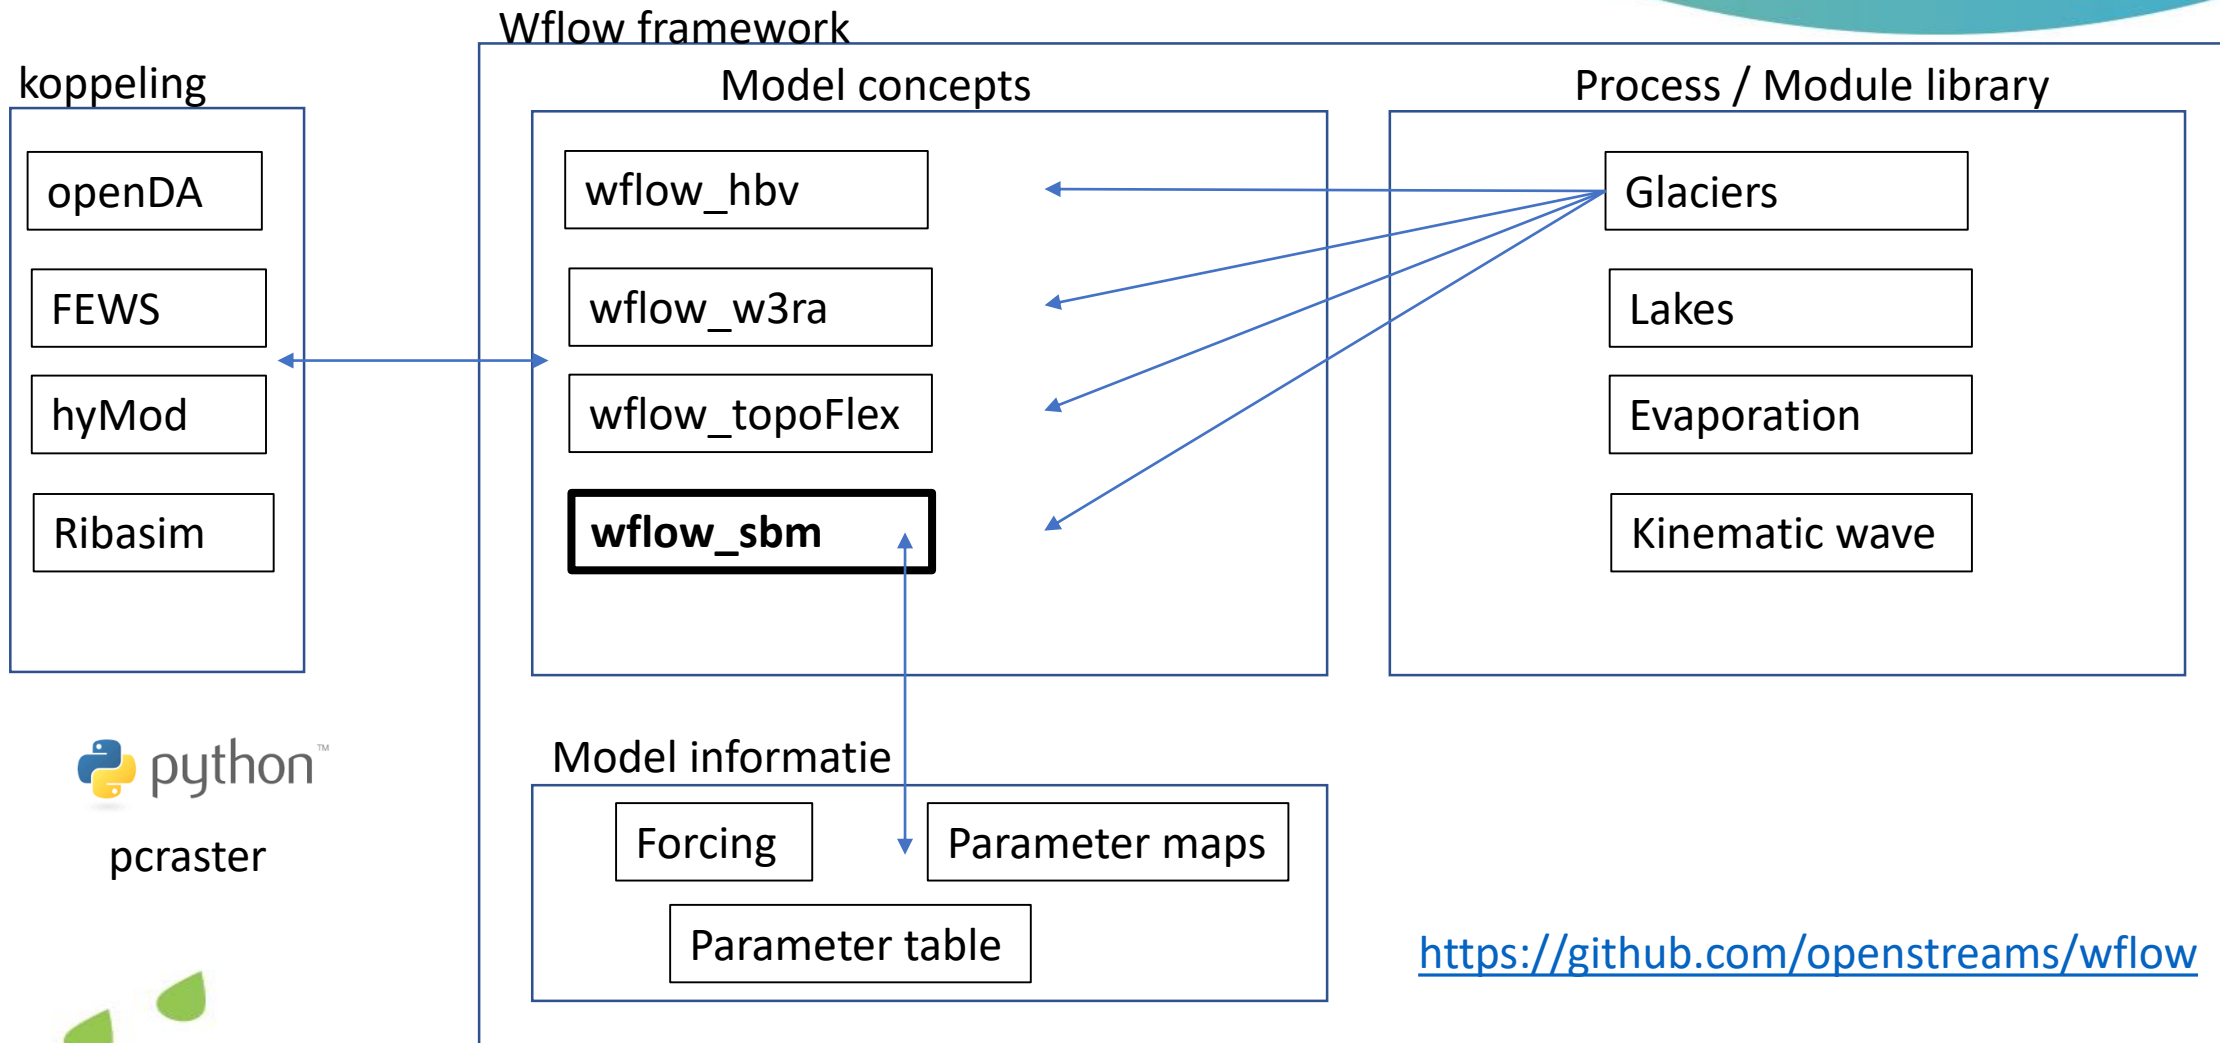 Wflow framework
koppeling
openDA
FEWS
hyMod
Ribasim
python™
pcraster
Model concepts
wflow_hbv
wflow_w3ra
wflow_topoFlex
wflow_sbm
Process / Module library
Glaciers
Lakes
Evaporation
Kinematic wave
Model informatie
Forcing
Parameter maps
Parameter table
https://github.com/openstreams/wflow